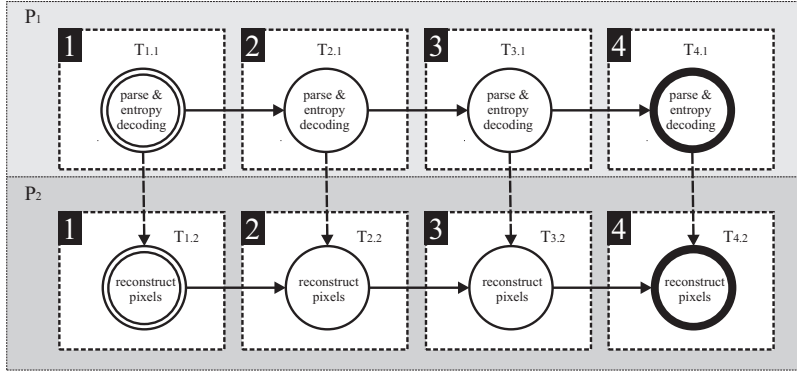 P1
1 T1.1 2 T2.1 3 T3.1 4 T4.1
parse & parse & parse & parse &
entropy entropy entropy entropy
decoding decoding decoding decoding
P2
1 T1.2 2 T2.2 3 T3.2 4 T4.2
reconstruct reconstruct reconstruct reconstruct
pixels pixels pixels pixels